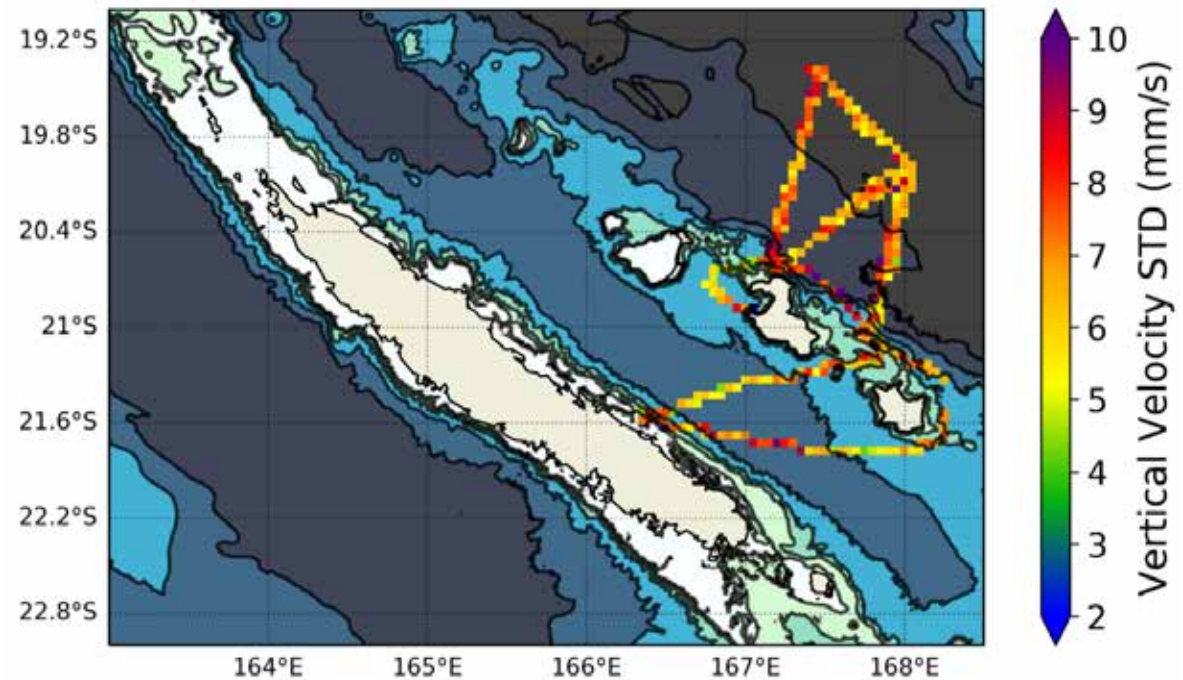 19.2°S
19.8°S
20.4°S
21°S
21.6°S
22.2°S
22.8°S
164°E 165°E 166°E 167°E 168°E
10
9
8
7
6
5
4
3
2
Vertical Velocity STD (mm/s)